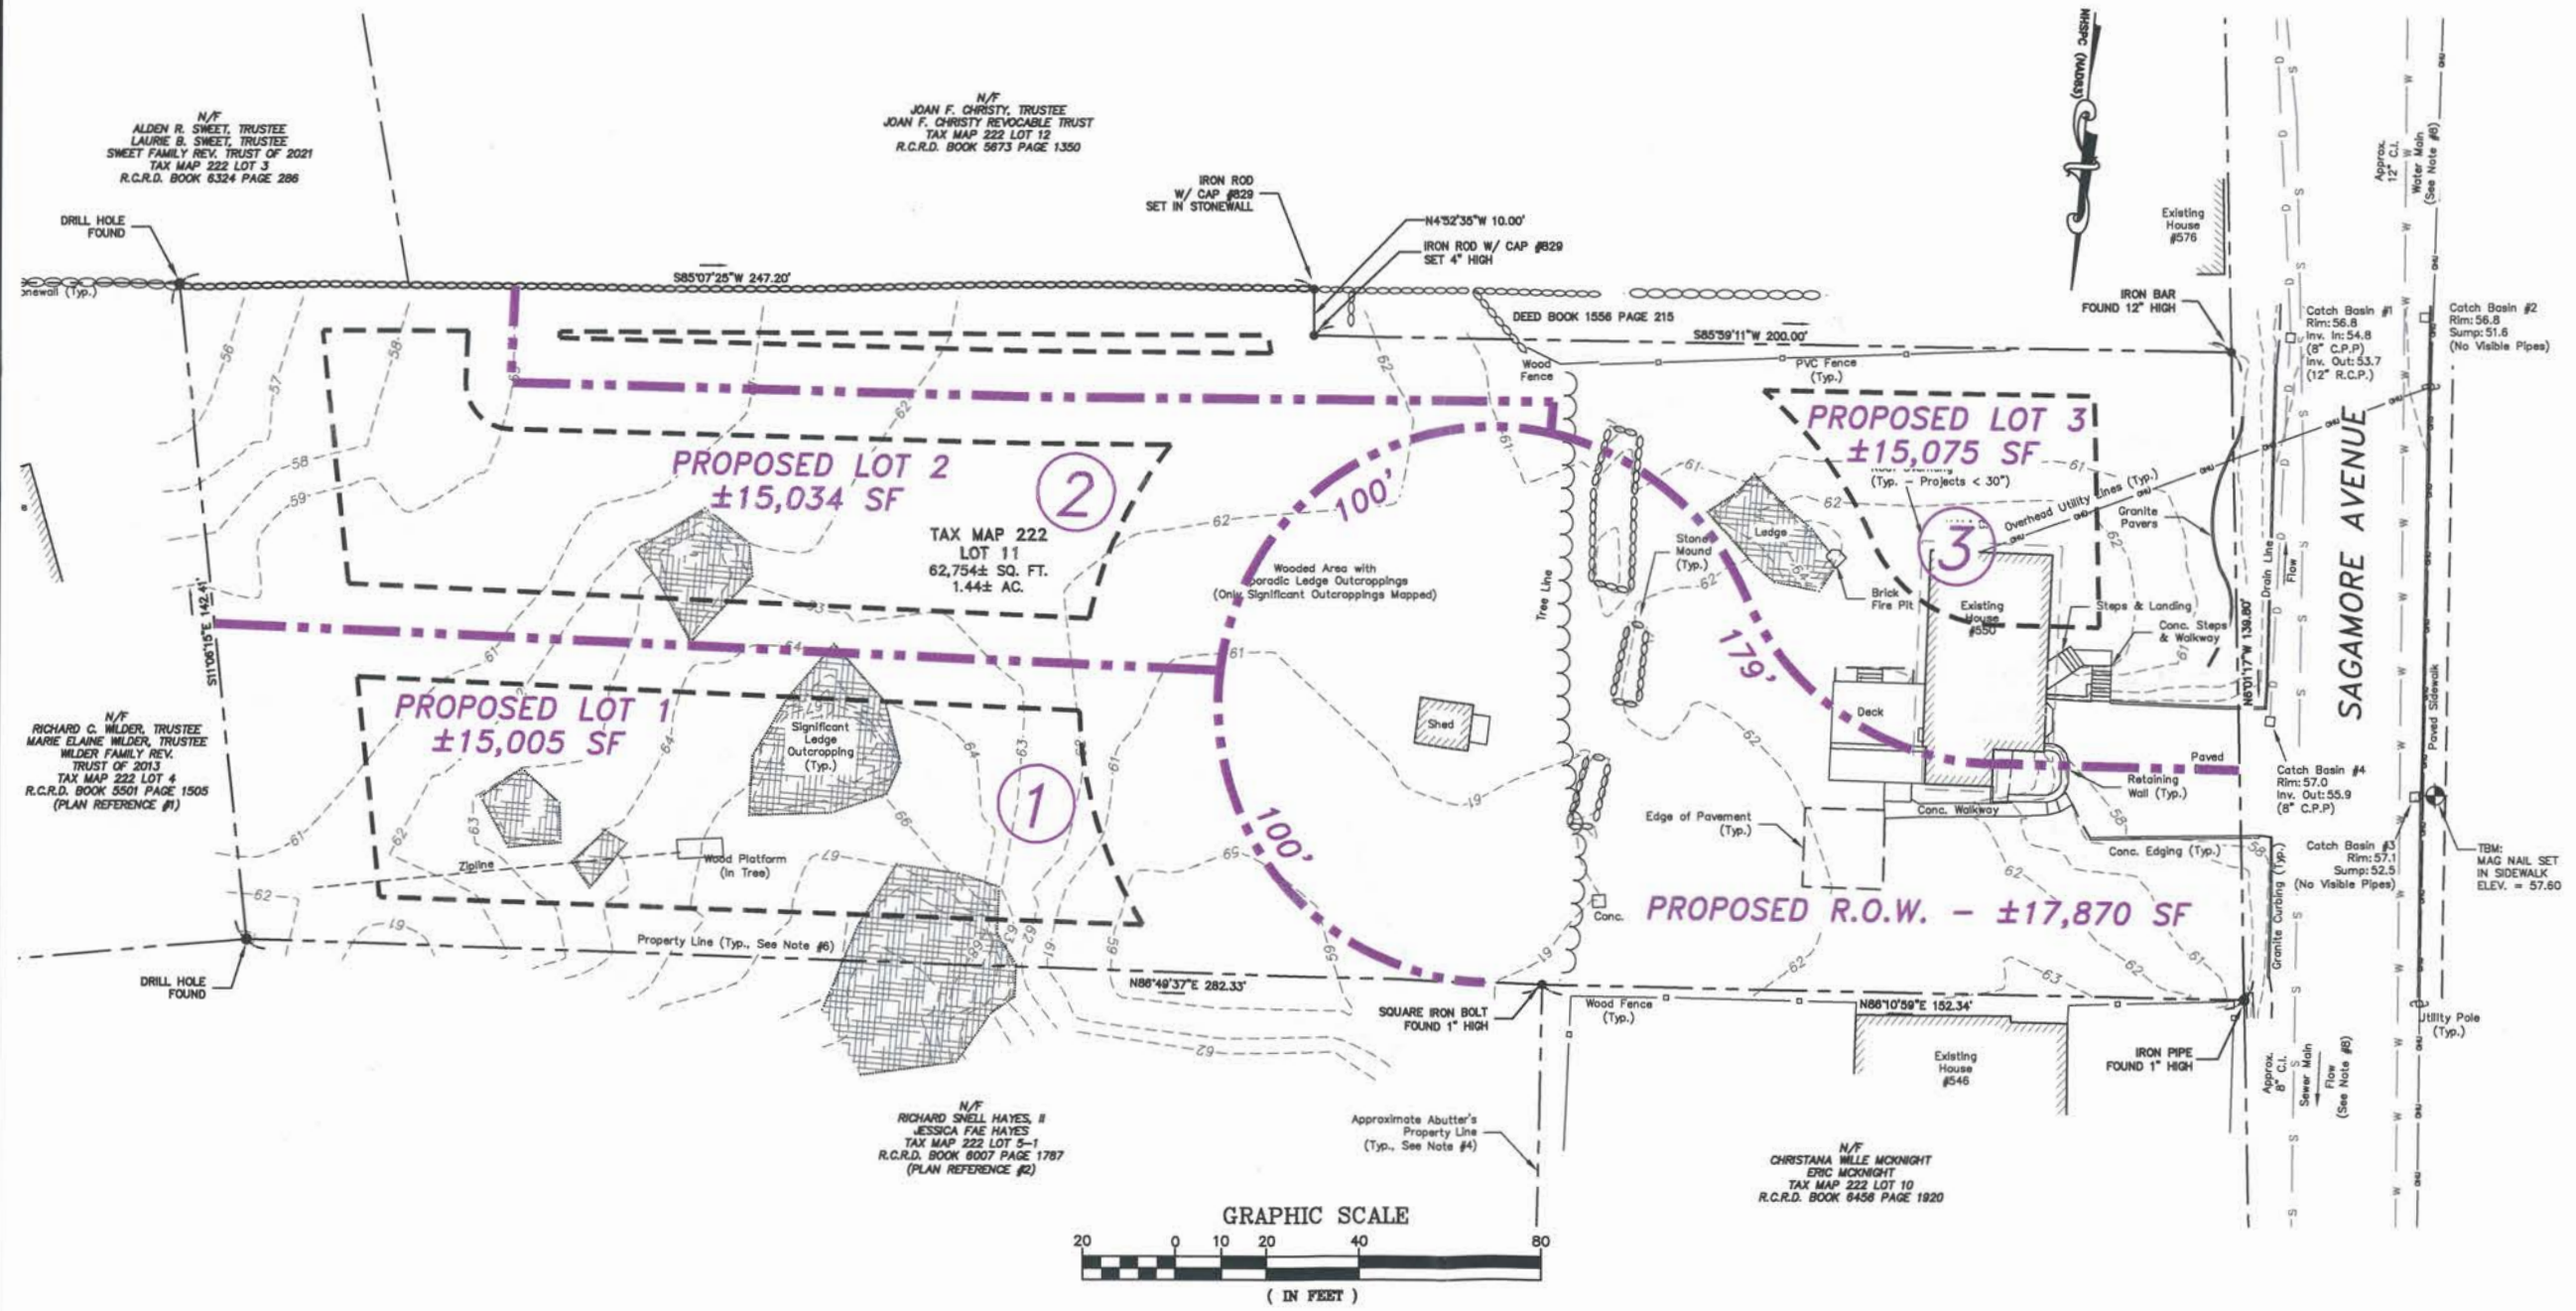 N/F
ALDEN R. SWEET, TRUSTEE
LAURIE B. SWEET, TRUSTEE
SWEET FAMILY REV. TRUST OF 2021
TAX MAP 222 LOT 3
R.C.R.D. BOOK 6324 PAGE 286
DRILL HOLE
FOUND
N/F
JOAN F. CHRISTY, TRUSTEE
JOAN F. CHRISTY REVOCABLE TRUST
TAX MAP 222 LOT 12
R.C.R.D. BOOK 5673 PAGE 1350
IRON ROD
W/ CAP #829
SET IN STONEWALL
N4°52'35"W 10.00'
IRON ROD W/ CAP #829
SET 4" HIGH
NHSPC (NAD83)
Existing
House
#576
IRON BAR
FOUND 12" HIGH
Approx.
12" C.I.
Water Main
(See Note #8)
Catch Basin #1
Rim: 56.8
Inv. In: 54.8
(8" C.P.P)
Inv. Out: 53.7
(12" R.C.P.)
Catch Basin #2
Rim: 56.8
Sump: 51.6
(No Visible Pipes)
onewall (Typ.)
S85°07'25"W 247.20'
DEED BOOK 1556 PAGE 215
S85°59'11"W 200.00'
Wood
Fence
PVC Fence
(Typ.)
PROPOSED LOT 3
±15,075 SF
(Typ. - Projects < 30")
Overhead Utility Lines (Typ.)
Granite
Pavers
3
PROPOSED LOT 2
±15,034 SF
2
TAX MAP 222
LOT 11
62,754± SQ. FT.
1.44± AC.
100'
Wooded Area with
Sporadic Ledge Outcroppings
(Only Significant Outcroppings Mapped)
Tree Line
Stone
Mound
(Typ.)
Ledge
Brick
Fire Pit
Existing
House
#550
Steps & Landing
Conc. Steps
& Walkway
Drain Line
Flow
SAGAMORE AVENUE
S11°06'15"E 142.41'
N6°01'17"W 139.80'
Paved Sidewalk
179'
Deck
Shed
Paved
Retaining
Wall (Typ.)
Conc. Walkway
Edge of Pavement
(Typ.)
Conc. Edging (Typ.)
Catch Basin #4
Rim: 57.0
Inv. Out: 55.9
(8" C.P.P)
Catch Basin #3
Rim: 57.1
Sump: 52.5
(No Visible Pipes)
TBM:
MAG NAIL SET
IN SIDEWALK
ELEV. = 57.60
N/F
RICHARD C. WILDER, TRUSTEE
MARIE ELAINE WILDER, TRUSTEE
WILDER FAMILY REV.
TRUST OF 2013
TAX MAP 222 LOT 4
R.C.R.D. BOOK 5501 PAGE 1505
(PLAN REFERENCE #1)
PROPOSED LOT 1
±15,005 SF
1
Significant
Ledge
Outcropping
(Typ.)
Zipline
Wood Platform
(In Tree)
100'
Conc.
PROPOSED R.O.W. - ±17,870 SF
Granite Curbing (Typ.)
DRILL HOLE
FOUND
Property Line (Typ., See Note #6)
N86°49'37"E 282.33'
SQUARE IRON BOLT
FOUND 1" HIGH
Wood Fence
(Typ.)
N86°10'59"E 152.34'
Existing
House
#546
IRON PIPE
FOUND 1" HIGH
Utility Pole
(Typ.)
Approx.
8" C.I.
Sewer Main
Flow
(See Note #8)
N/F
RICHARD SNELL HAYES, II
JESSICA FAE HAYES
TAX MAP 222 LOT 5-1
R.C.R.D. BOOK 6007 PAGE 1787
(PLAN REFERENCE #2)
Approximate Abutter's
Property Line
(Typ., See Note #4)
N/F
CHRISTANA WILLE MCKNIGHT
ERIC MCKNIGHT
TAX MAP 222 LOT 10
R.C.R.D. BOOK 6456 PAGE 1920
GRAPHIC SCALE
20 0 10 20 40 80
( IN FEET )